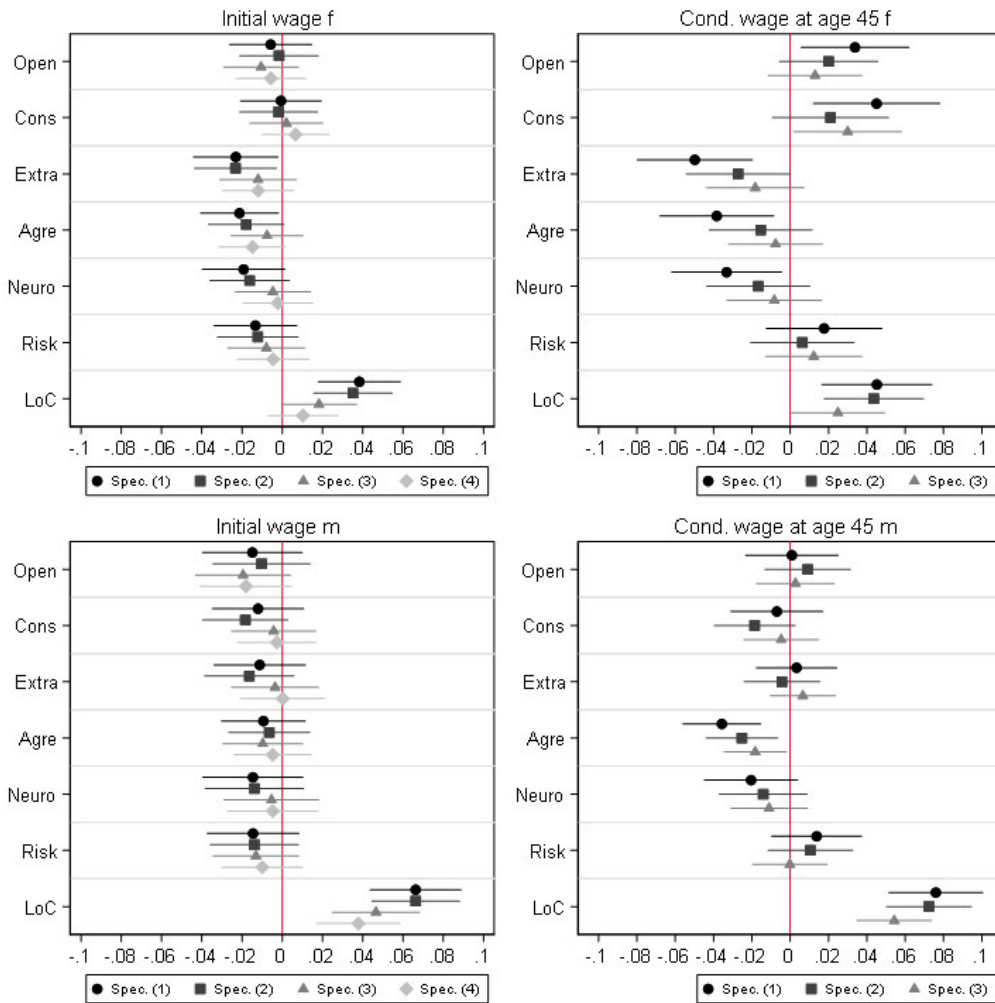 Initial wage f
Open
Cons
Extra
Agre
Neuro
Risk
LoC
-.1 -.08 -.06 -.04 -.02 0 .02 .04 .06 .08 .1
Spec. (1) Spec. (2) Spec. (3) Spec. (4)
Cond. wage at age 45 f
Open
Cons
Extra
Agre
Neuro
Risk
LoC
-.1 -.08 -.06 -.04 -.02 0 .02 .04 .06 .08 .1
Spec. (1) Spec. (2) Spec. (3)
Initial wage m
Open
Cons
Extra
Agre
Neuro
Risk
LoC
-.1 -.08 -.06 -.04 -.02 0 .02 .04 .06 .08 .1
Spec. (1) Spec. (2) Spec. (3) Spec. (4)
Cond. wage at age 45 m
Open
Cons
Extra
Agre
Neuro
Risk
LoC
-.1 -.08 -.06 -.04 -.02 0 .02 .04 .06 .08 .1
Spec. (1) Spec. (2) Spec. (3)